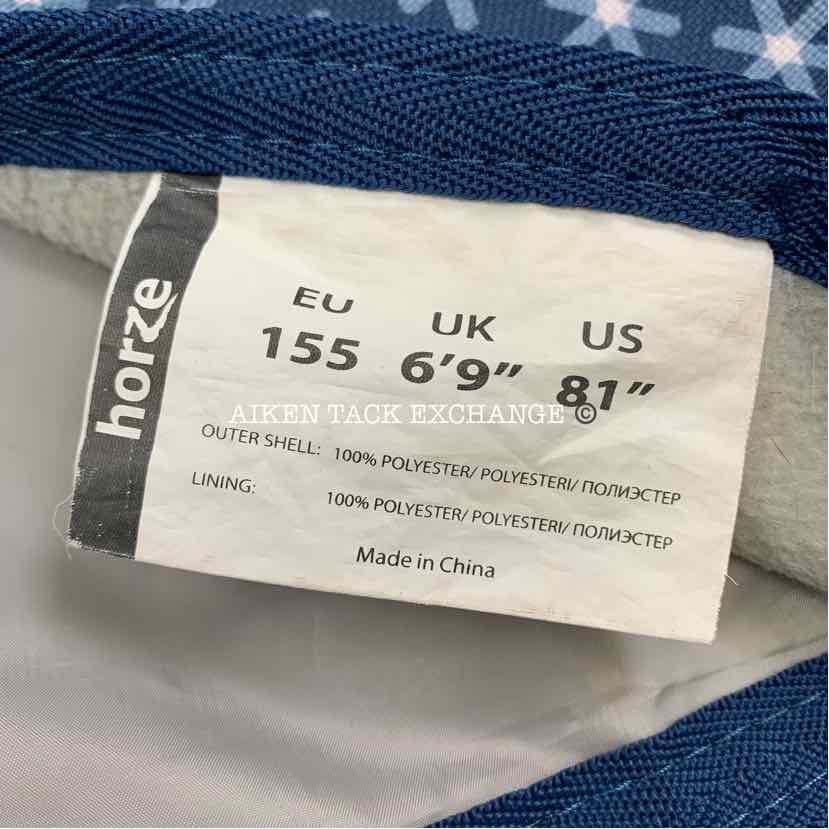 horze
EU UK US
155 6'9" 81"
AIKEN TACK EXCHANGE ©
OUTER SHELL: 100% POLYESTER/ POLYESTERI/ ПОЛИЭСТЕР
LINING: 100% POLYESTER/ POLYESTERI/ ПОЛИЭСТЕР
Made in China